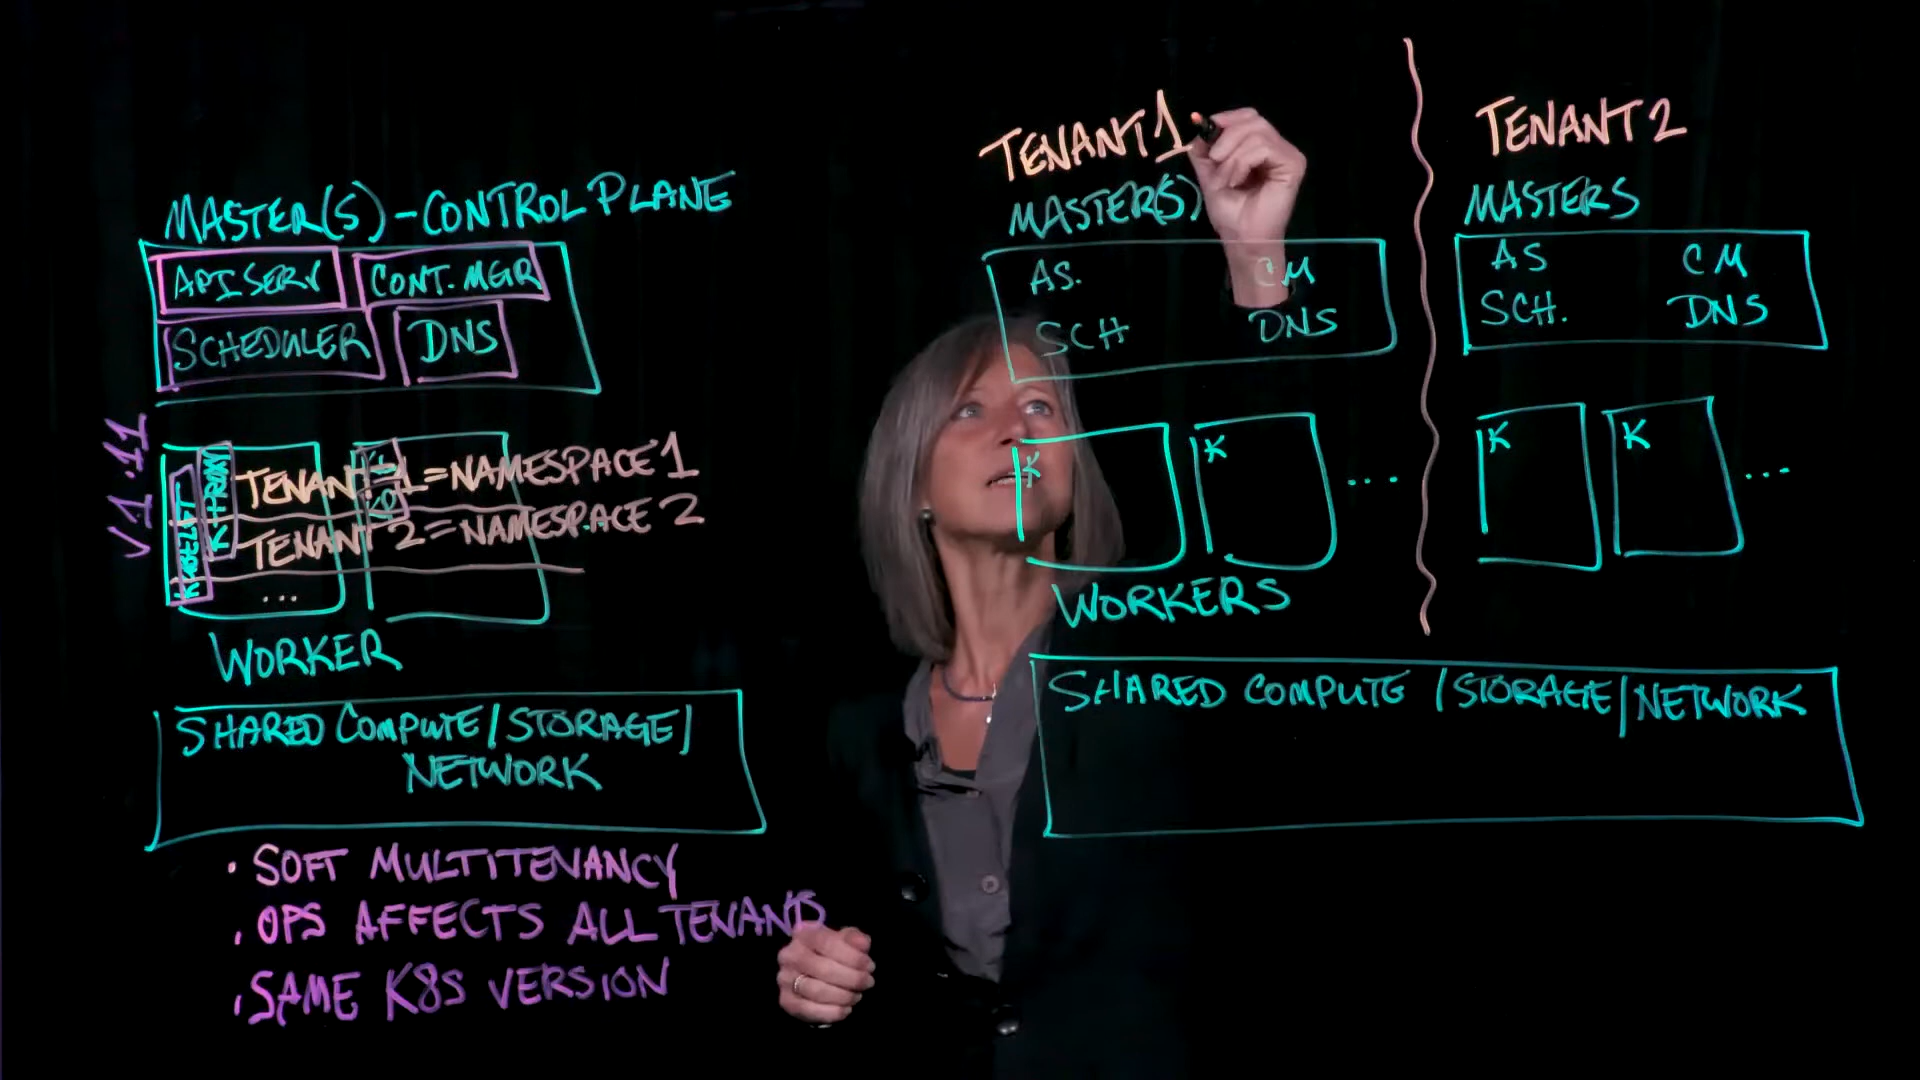 MASTER(S) - CONTROL PLANE
API SERV
CONT. MGR
SCHEDULER
DNS
V1.11
KUBELET
K-PROXY
K
P
TENANT 1 = NAMESPACE 1
TENANT 2 = NAMESPACE 2
...
WORKER
SHARED COMPUTE / STORAGE /
NETWORK
• SOFT MULTITENANCY
• OPS AFFECTS ALL TENANTS
• SAME K8S VERSION
TENANT 1
MASTER(S)
AS. CM
SCH DNS
K
K
....
WORKERS
TENANT 2
MASTERS
AS CM
SCH. DNS
K
K
...
SHARED COMPUTE / STORAGE / NETWORK